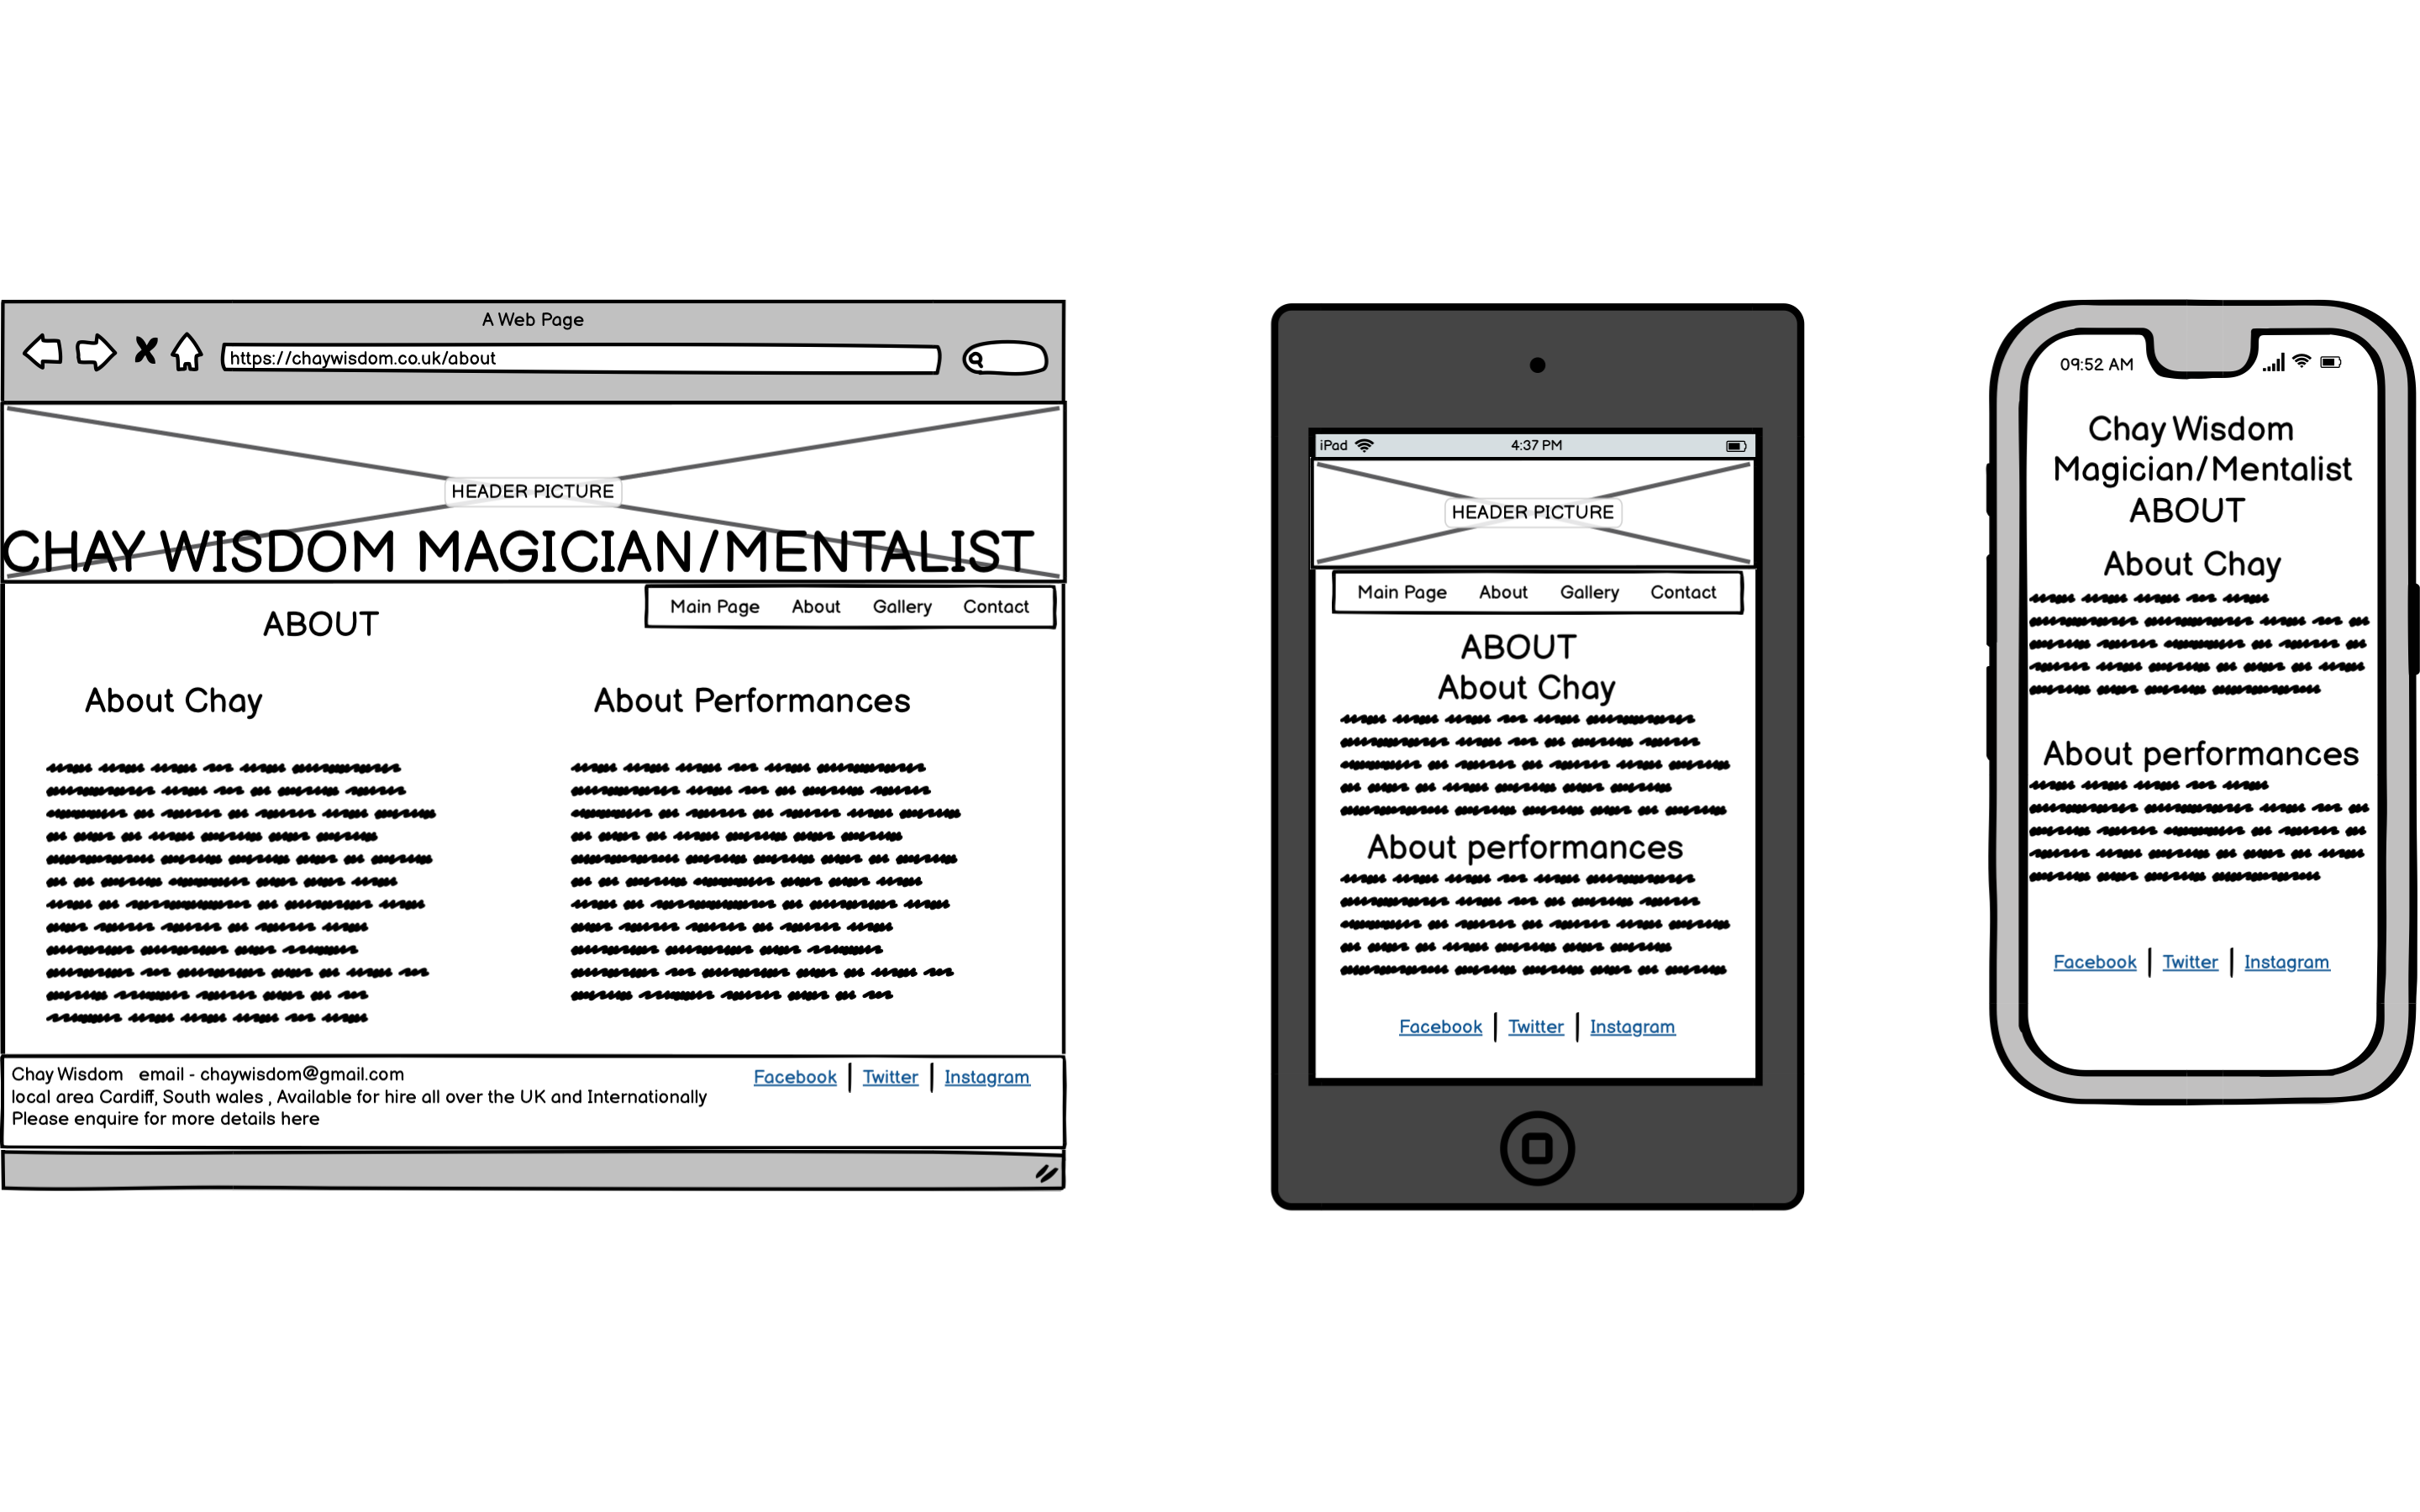 A Web Page
https://chaywisdom.co.uk/about
HEADER PICTURE
CHAY WISDOM MAGICIAN/MENTALIST
Main Page About Gallery Contact
ABOUT
About Chay
About Performances
Chay Wisdom email - chaywisdom@gmail.com
local area Cardiff, South wales , Available for hire all over the UK and Internationally
Please enquire for more details here
Facebook Twitter Instagram
iPad 4:37 PM
HEADER PICTURE
Main Page About Gallery Contact
ABOUT
About Chay
About performances
Facebook Twitter Instagram
09:52 AM
Chay Wisdom
Magician/Mentalist
ABOUT
About Chay
About performances
Facebook Twitter Instagram